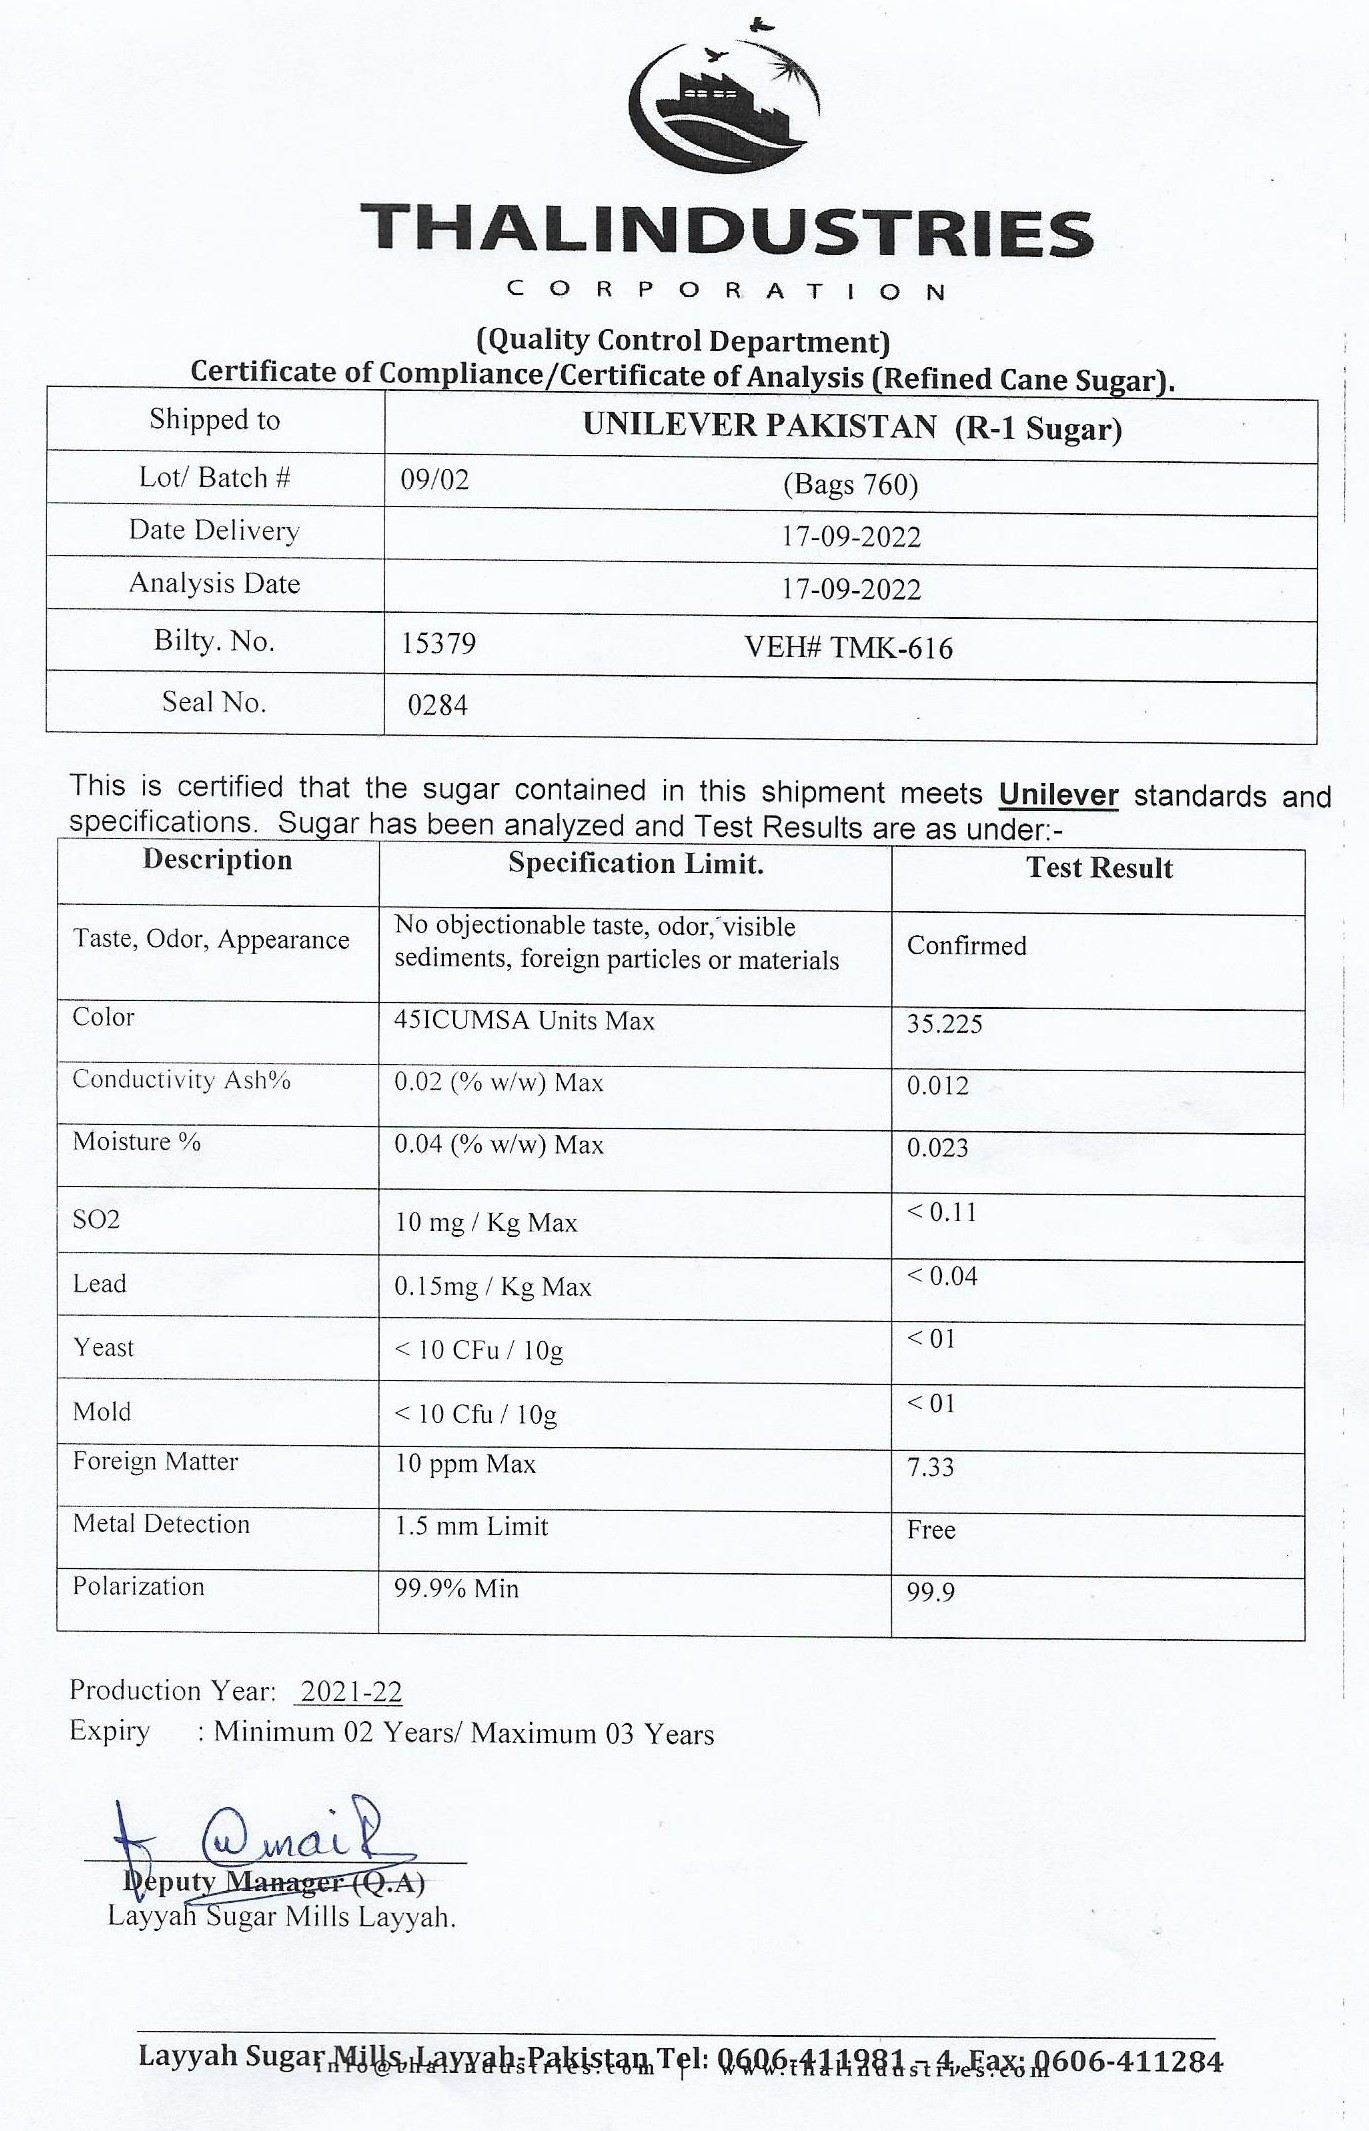 THALINDUSTRIES
CORPORATION
(Quality Control Department)
Certificate of Compliance/Certificate of Analysis (Refined Cane Sugar).
Shipped to UNILEVER PAKISTAN (R-1 Sugar)
Lot/ Batch # 09/02 (Bags 760)
Date Delivery 17-09-2022
Analysis Date 17-09-2022
Bilty. No. 15379 VEH# TMK-616
Seal No. 0284
This is certified that the sugar contained in this shipment meets Unilever standards and
specifications. Sugar has been analyzed and Test Results are as under:-
Description Specification Limit. Test Result
Taste, Odor, Appearance No objectionable taste, odor, visible
sediments, foreign particles or materials Confirmed
Color 45ICUMSA Units Max 35.225
Conductivity Ash% 0.02 (% w/w) Max 0.012
Moisture % 0.04 (% w/w) Max 0.023
SO2 10 mg / Kg Max < 0.11
Lead 0.15mg / Kg Max < 0.04
Yeast < 10 CFu / 10g < 01
Mold < 10 Cfu / 10g < 01
Foreign Matter 10 ppm Max 7.33
Metal Detection 1.5 mm Limit Free
Polarization 99.9% Min 99.9
Production Year: 2021-22
Expiry : Minimum 02 Years/ Maximum 03 Years
Deputy Manager (Q.A)
Layyah Sugar Mills Layyah.
Layyah Sugar Mills, Layyah-Pakistan Tel: 0606-411981 – 4, Fax: 0606-411284
info@thalindustries.com | www.thalindustries.com